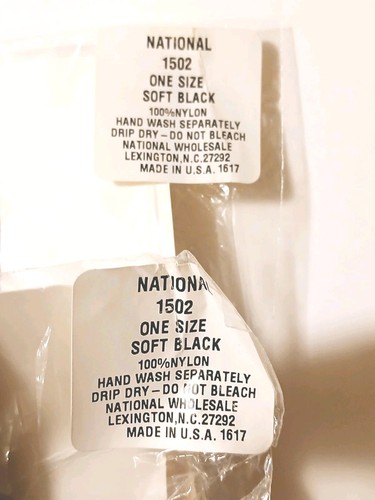 NATIONAL
1502
ONE SIZE
SOFT BLACK
100%NYLON
HAND WASH SEPARATELY
DRIP DRY – DO NOT BLEACH
NATIONAL WHOLESALE
LEXINGTON,N.C.27292
MADE IN U.S.A. 1617
NATIONAL
1502
ONE SIZE
SOFT BLACK
100%NYLON
HAND WASH SEPARATELY
DRIP DRY – DO NOT BLEACH
NATIONAL WHOLESALE
LEXINGTON,N.C.27292
MADE IN U.S.A. 1617